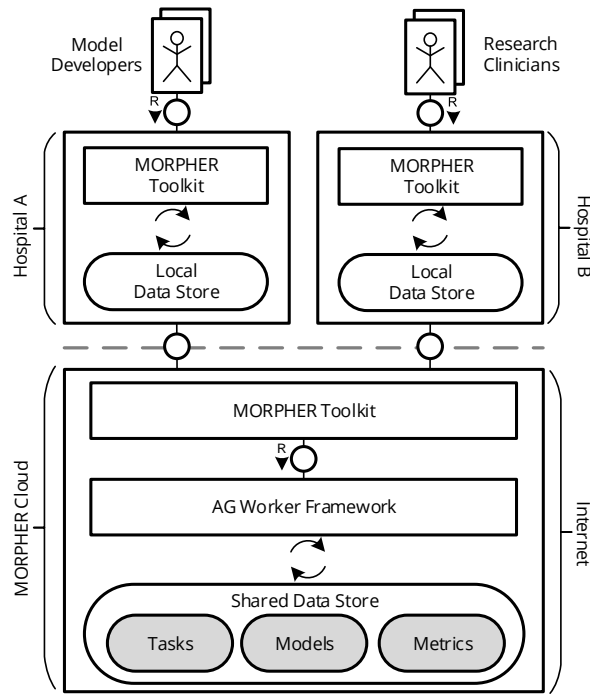 Model
Developers
Research
Clinicians
R
R
Hospital A
MORPHER
Toolkit
Local
Data Store
MORPHER
Toolkit
Local
Data Store
Hospital B
MORPHER Cloud
MORPHER Toolkit
R
AG Worker Framework
Shared Data Store
Tasks
Models
Metrics
Internet